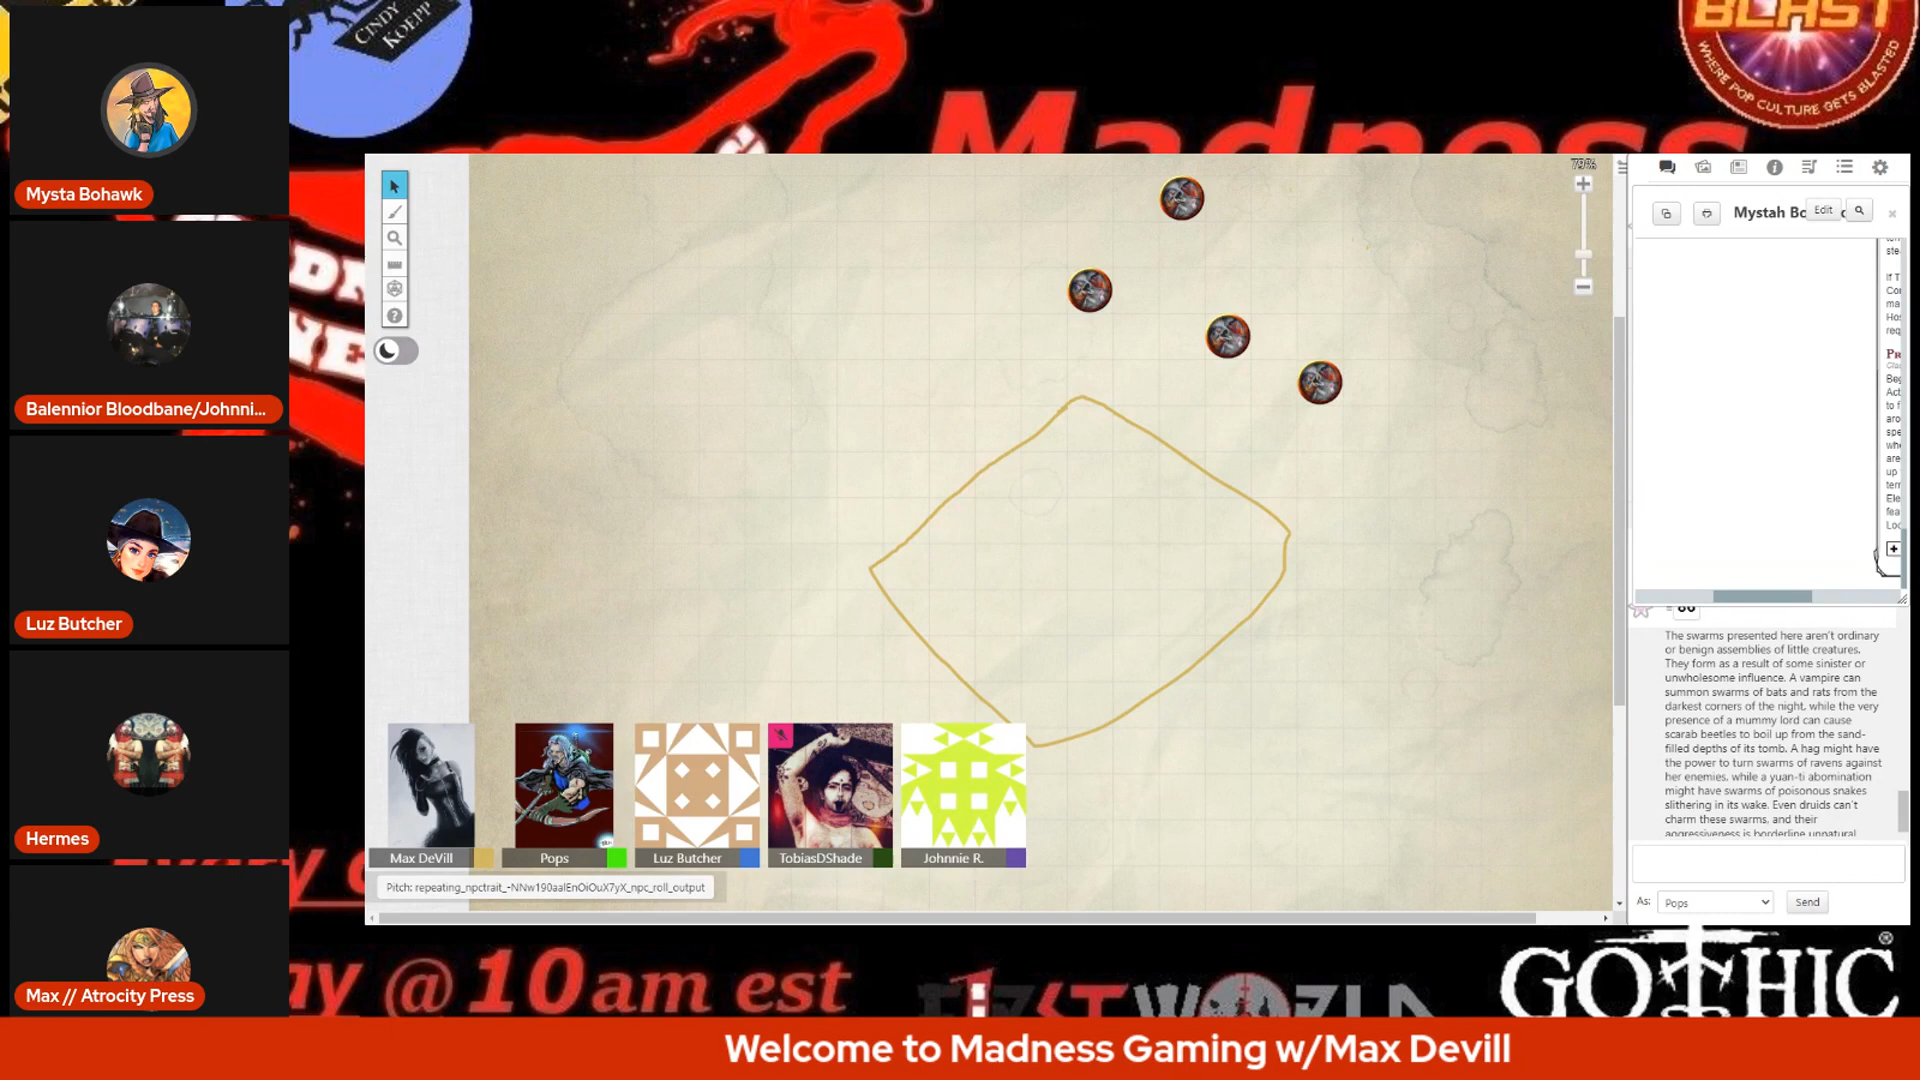 CINDY
KOEPP
BLAST
WHERE POP CULTURE GETS BLASTED
Madness
Mysta Bohawk
Balennior Bloodbane/Johnni...
Luz Butcher
Hermes
Max // Atrocity Press
79%
Edit
The swarms presented here aren't ordinary
or benign assemblies of little creatures.
They form as a result of some sinister or
unwholesome influence. A vampire can
summon swarms of bats and rats from the
darkest corners of the night, while the very
presence of a mummy lord can cause
scarab beetles to boil up from the sand-
filled depths of its tomb. A hag might have
the power to turn swarms of ravens against
her enemies, while a yuan-ti abomination
might have swarms of poisonous snakes
slithering in its wake. Even druids can't
charm these swarms, and their
aggressiveness is borderline unnatural.
Max DeVill
Pops
Luz Butcher
TobiasDShade
Johnnie R.
Pitch: repeating_npctrait_-NNw190aalEnOiOuX7yX_npc_roll_output
As:
Pops
Send
@ 10am est
GOTHIC
Welcome to Madness Gaming w/Max Devill